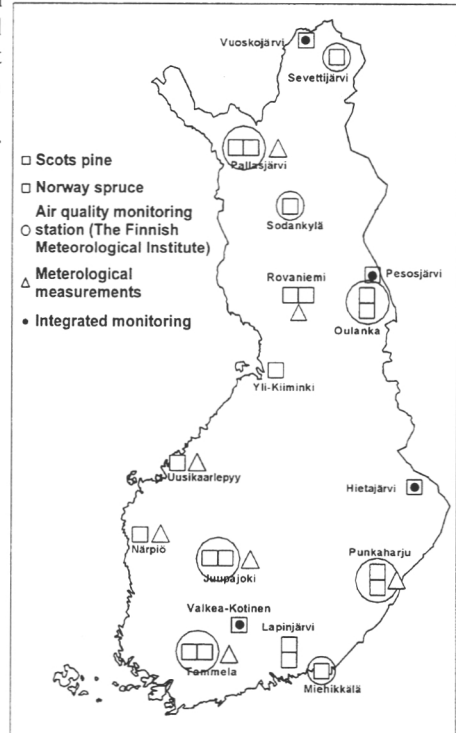 Vuoskojärvi
Sevettijärvi
□ Scots pine
Pallasjärvi
□ Norway spruce
Air quality monitoring
○ station (The Finnish
Meteorological Institute)
Sodankylä
△ Meterological
measurements
Rovaniemi
Pesosjärvi
• Integrated monitoring
Oulanka
Yli-Kiiminki
Uusikaarlepyy
Hietajärvi
Närpiö
Punkaharju
Juupajoki
Valkea-Kotinen
Lapinjärvi
Tammela
Miehikkälä